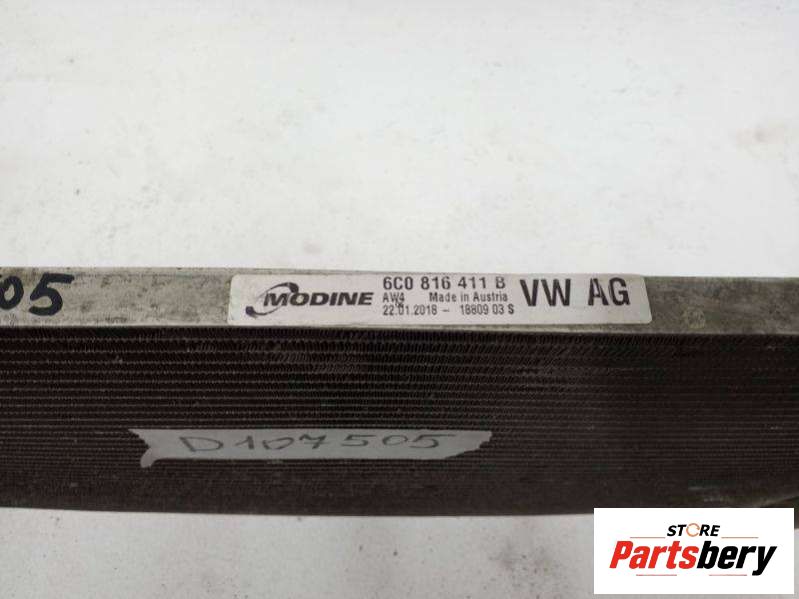 505
MODINE
6C0 816 411 B
AW4 Made in Austria
22.01.2018 - 18809 03 S
VW AG
D107505
STORE
Partsbery